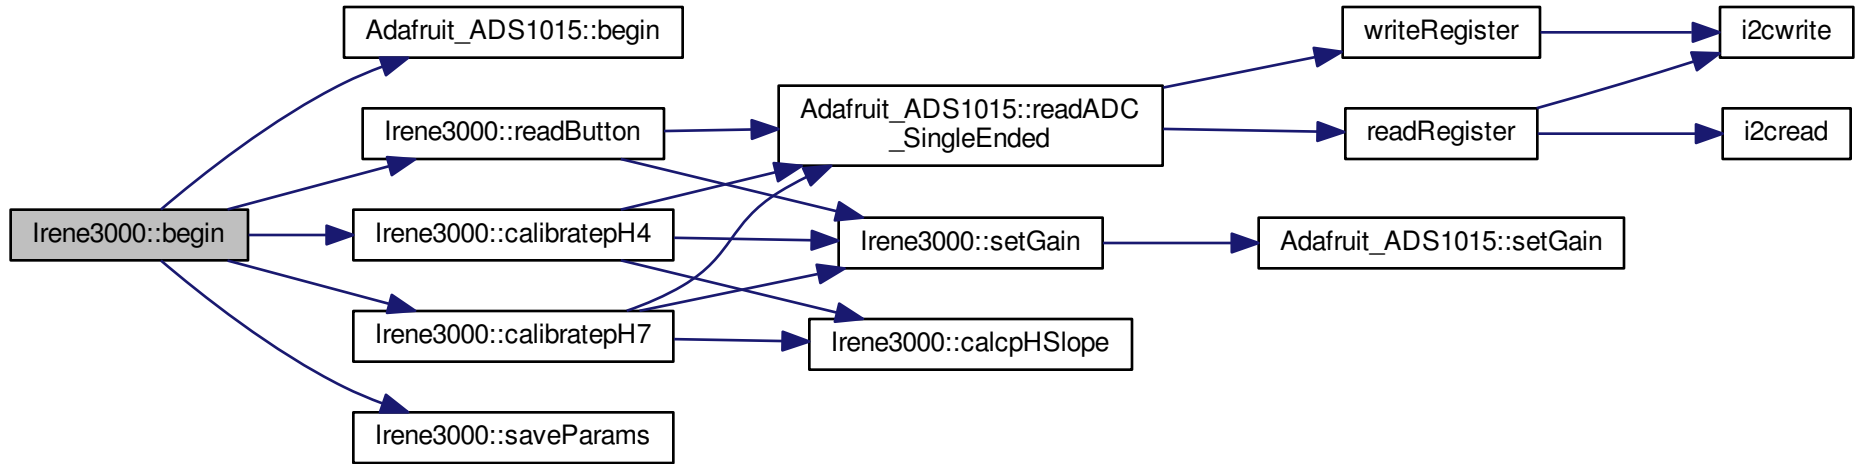 Adafruit_ADS1015::begin
Irene3000::readButton
Irene3000::begin
Irene3000::calibratepH4
Irene3000::calibratepH7
Irene3000::saveParams
Adafruit_ADS1015::readADC
_SingleEnded
Irene3000::setGain
Irene3000::calcpHSlope
writeRegister
readRegister
Adafruit_ADS1015::setGain
i2cwrite
i2cread